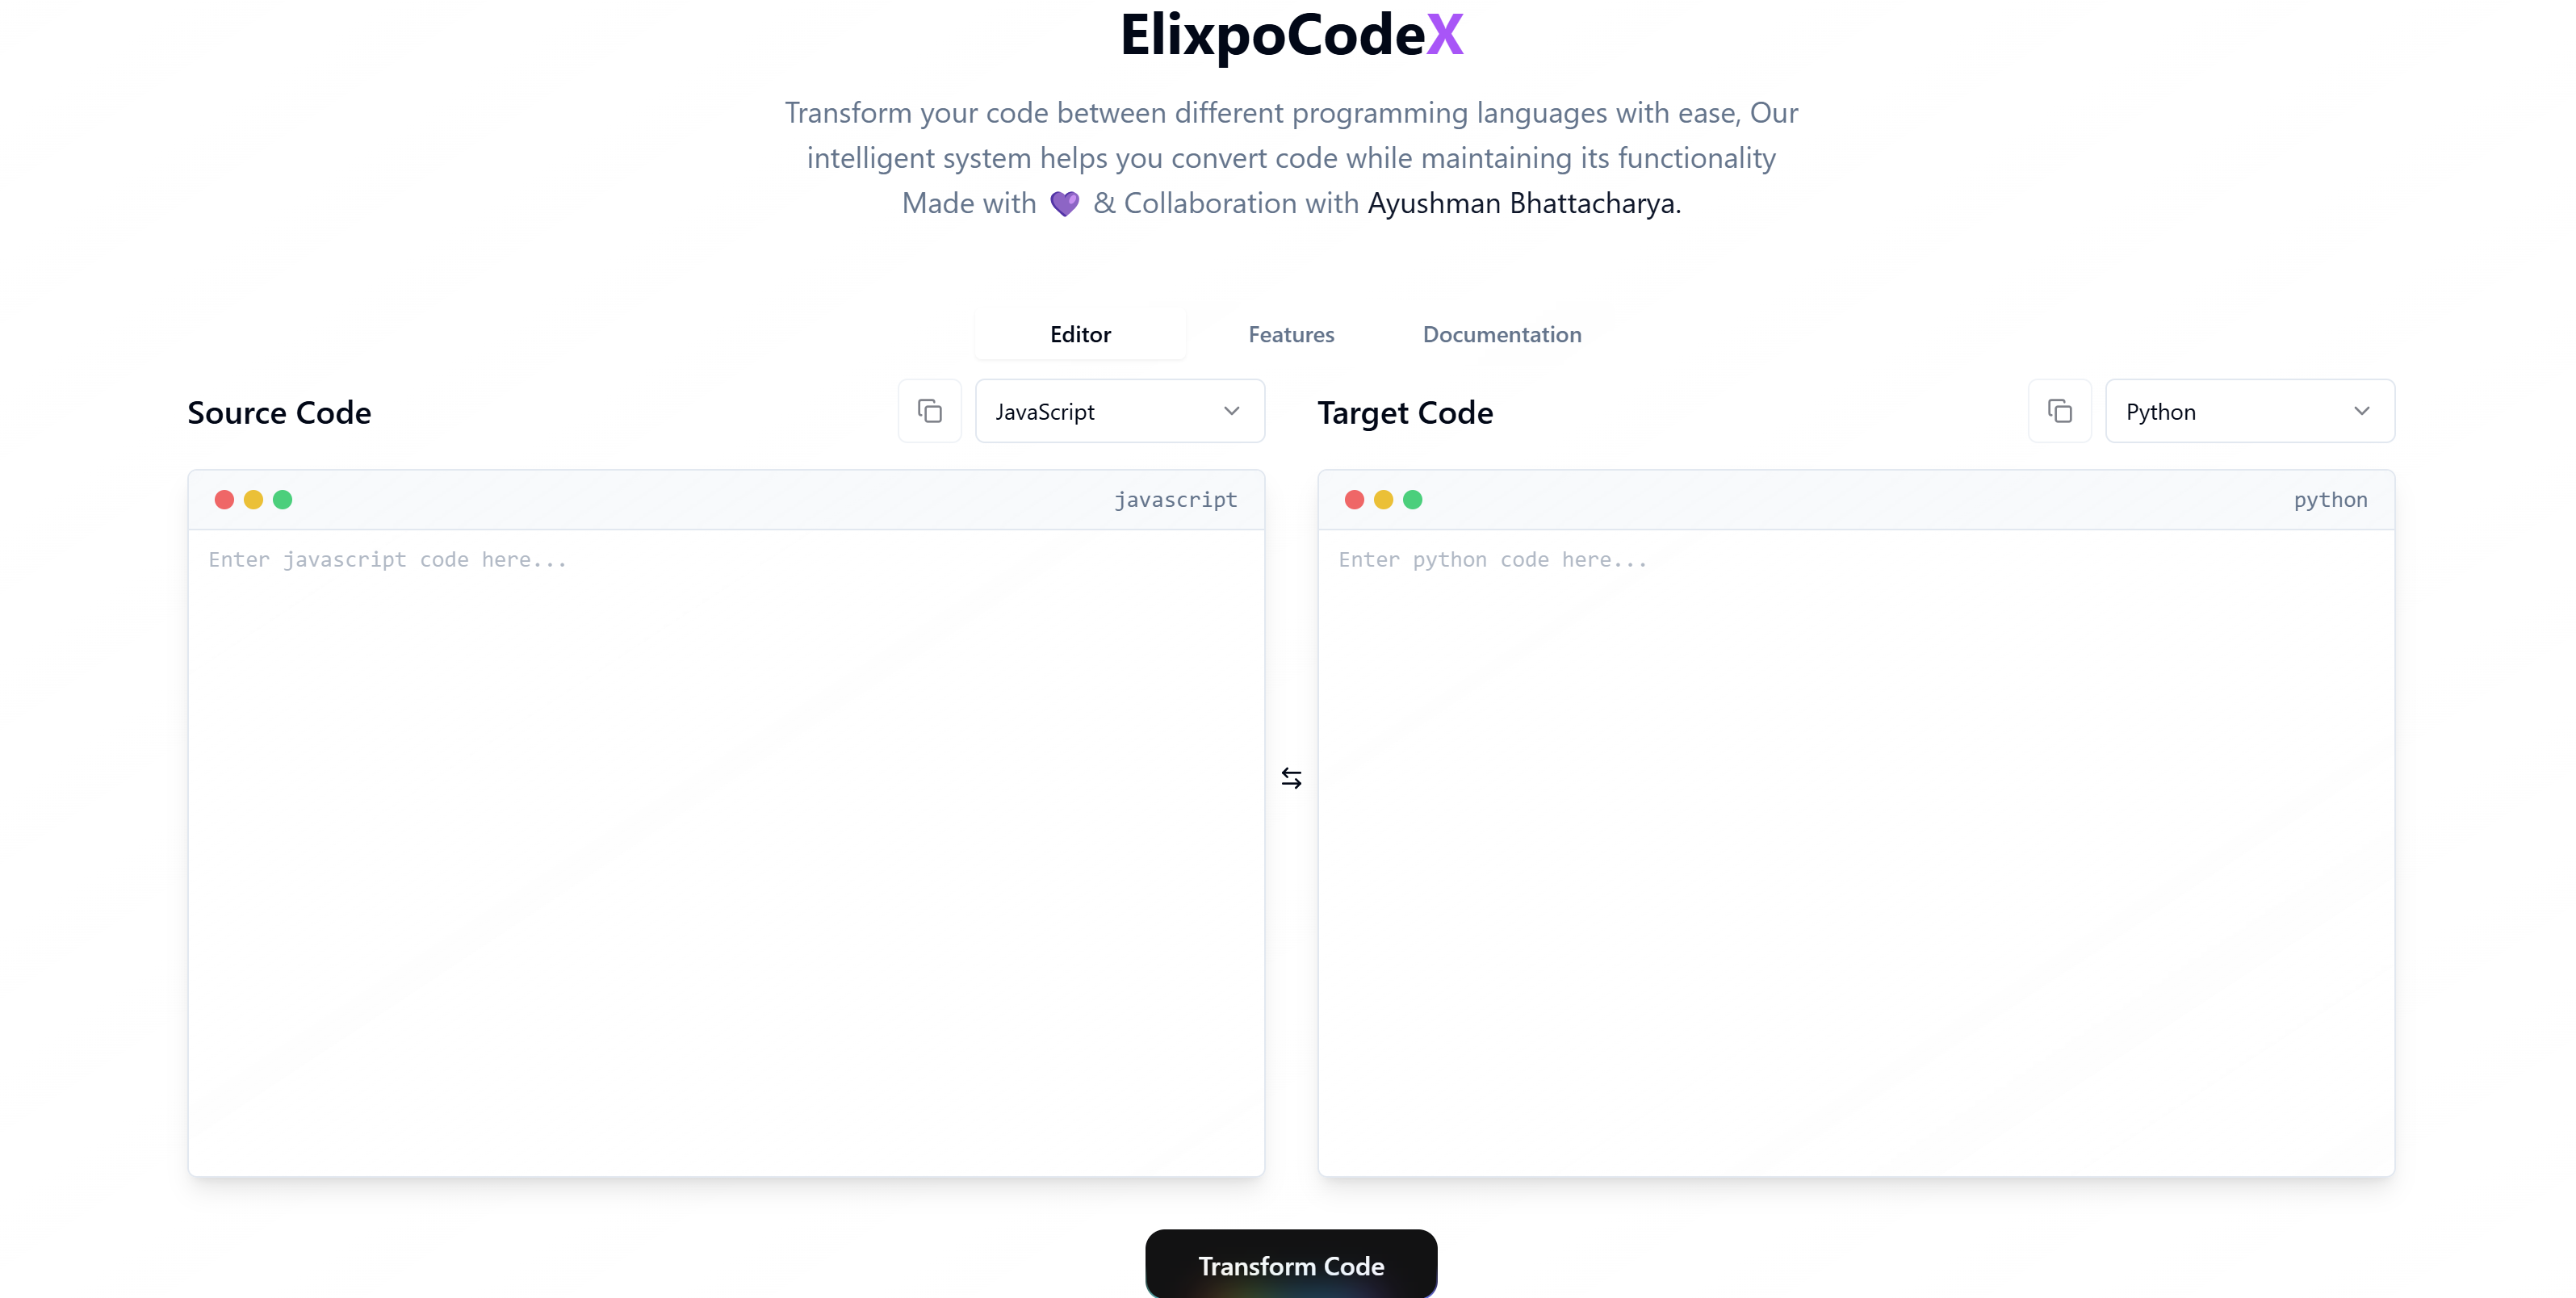 ElixpoCodeX
Transform your code between different programming languages with ease, Our
intelligent system helps you convert code while maintaining its functionality
Made with 💜 & Collaboration with Ayushman Bhattacharya.
Editor
Features
Documentation
Source Code
JavaScript
Target Code
Python
javascript
Enter javascript code here...
python
Enter python code here...
Transform Code